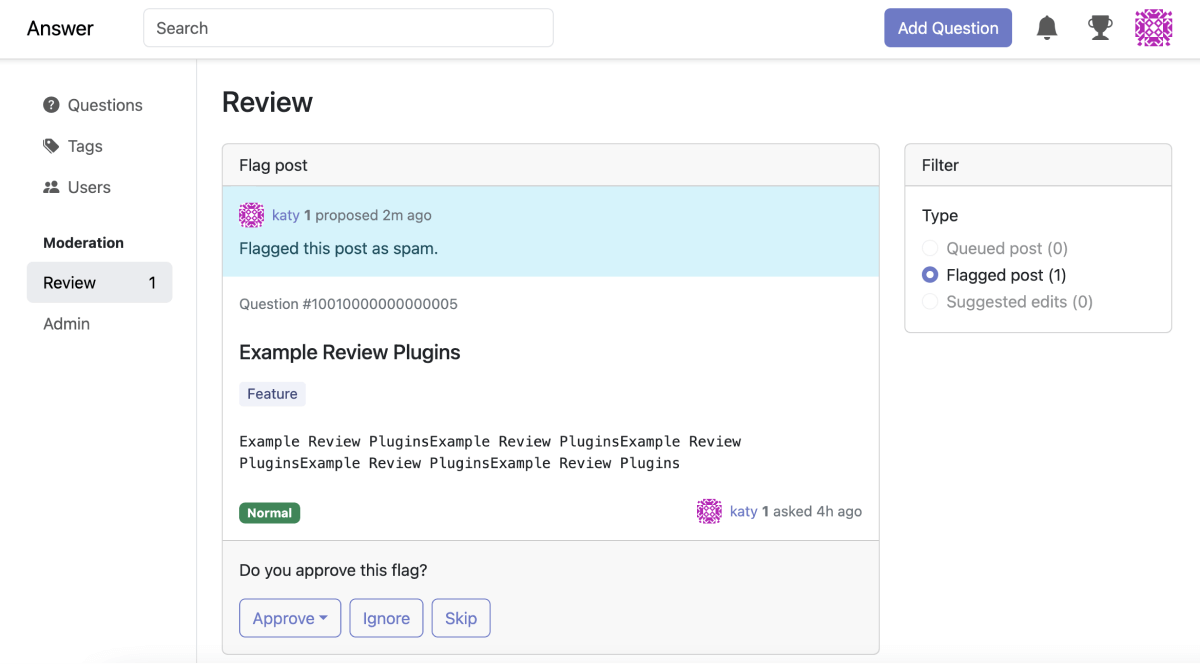 Answer
Search
Add Question
Questions
Tags
Users
Moderation
Review 1
Admin
Review
Flag post
katy 1 proposed 2m ago
Flagged this post as spam.
Question #10010000000000005
Example Review Plugins
Feature
Example Review PluginsExample Review PluginsExample Review
PluginsExample Review PluginsExample Review Plugins
Normal
katy 1 asked 4h ago
Do you approve this flag?
Approve
Ignore
Skip
Filter
Type
Queued post (0)
Flagged post (1)
Suggested edits (0)